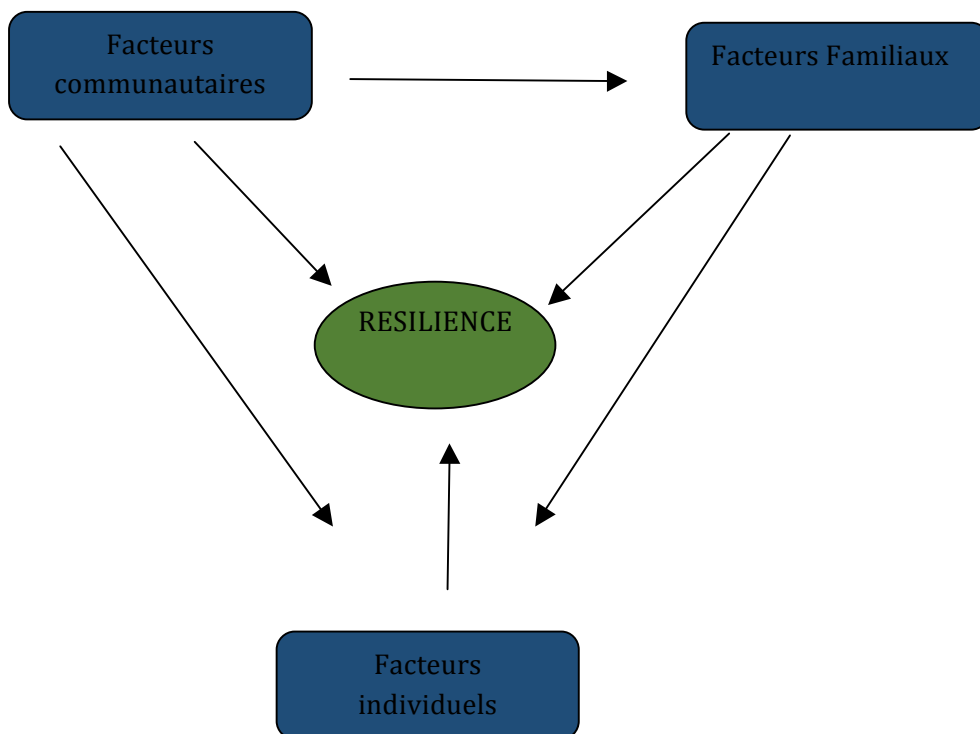 Facteurs
communautaires
Facteurs Familiaux
RESILIENCE
Facteurs
individuels